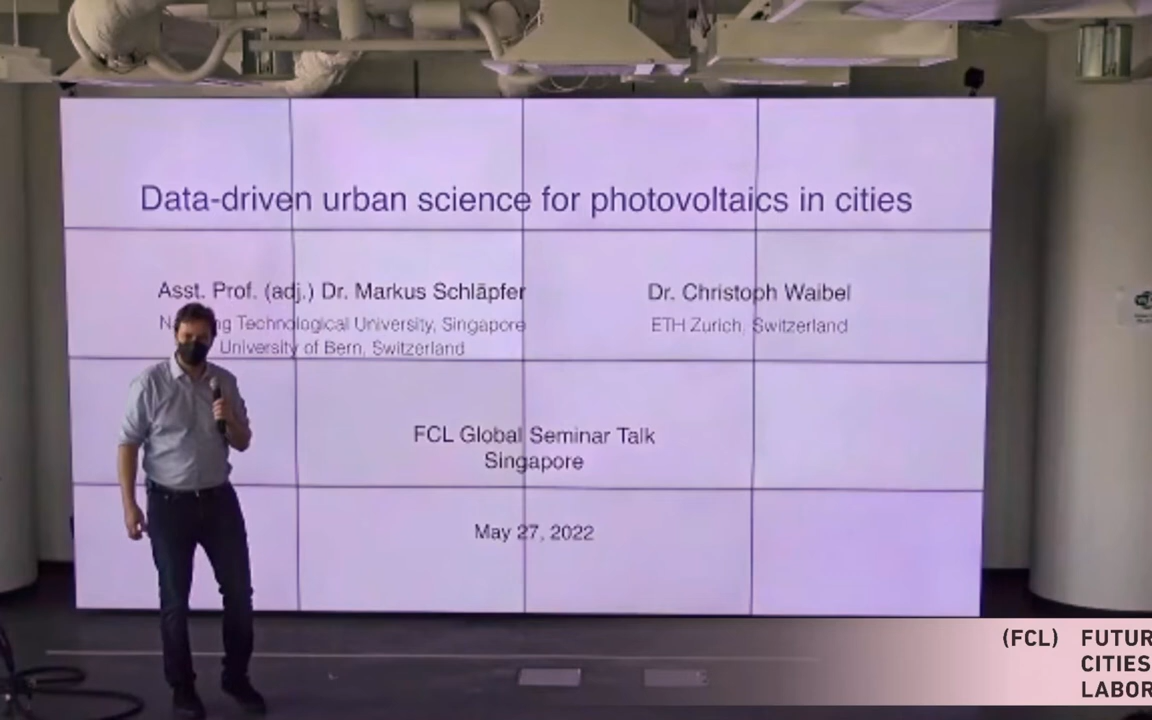 Data-driven urban science for photovoltaics in cities
Asst. Prof. (adj.) Dr. Markus Schläpfer
Technological University, Singapore
University of Bern, Switzerland
Dr. Christoph Waibel
ETH Zurich, Switzerland
FCL Global Seminar Talk
Singapore
May 27, 2022
(FCL) FUTUR
CITIES
LABOR